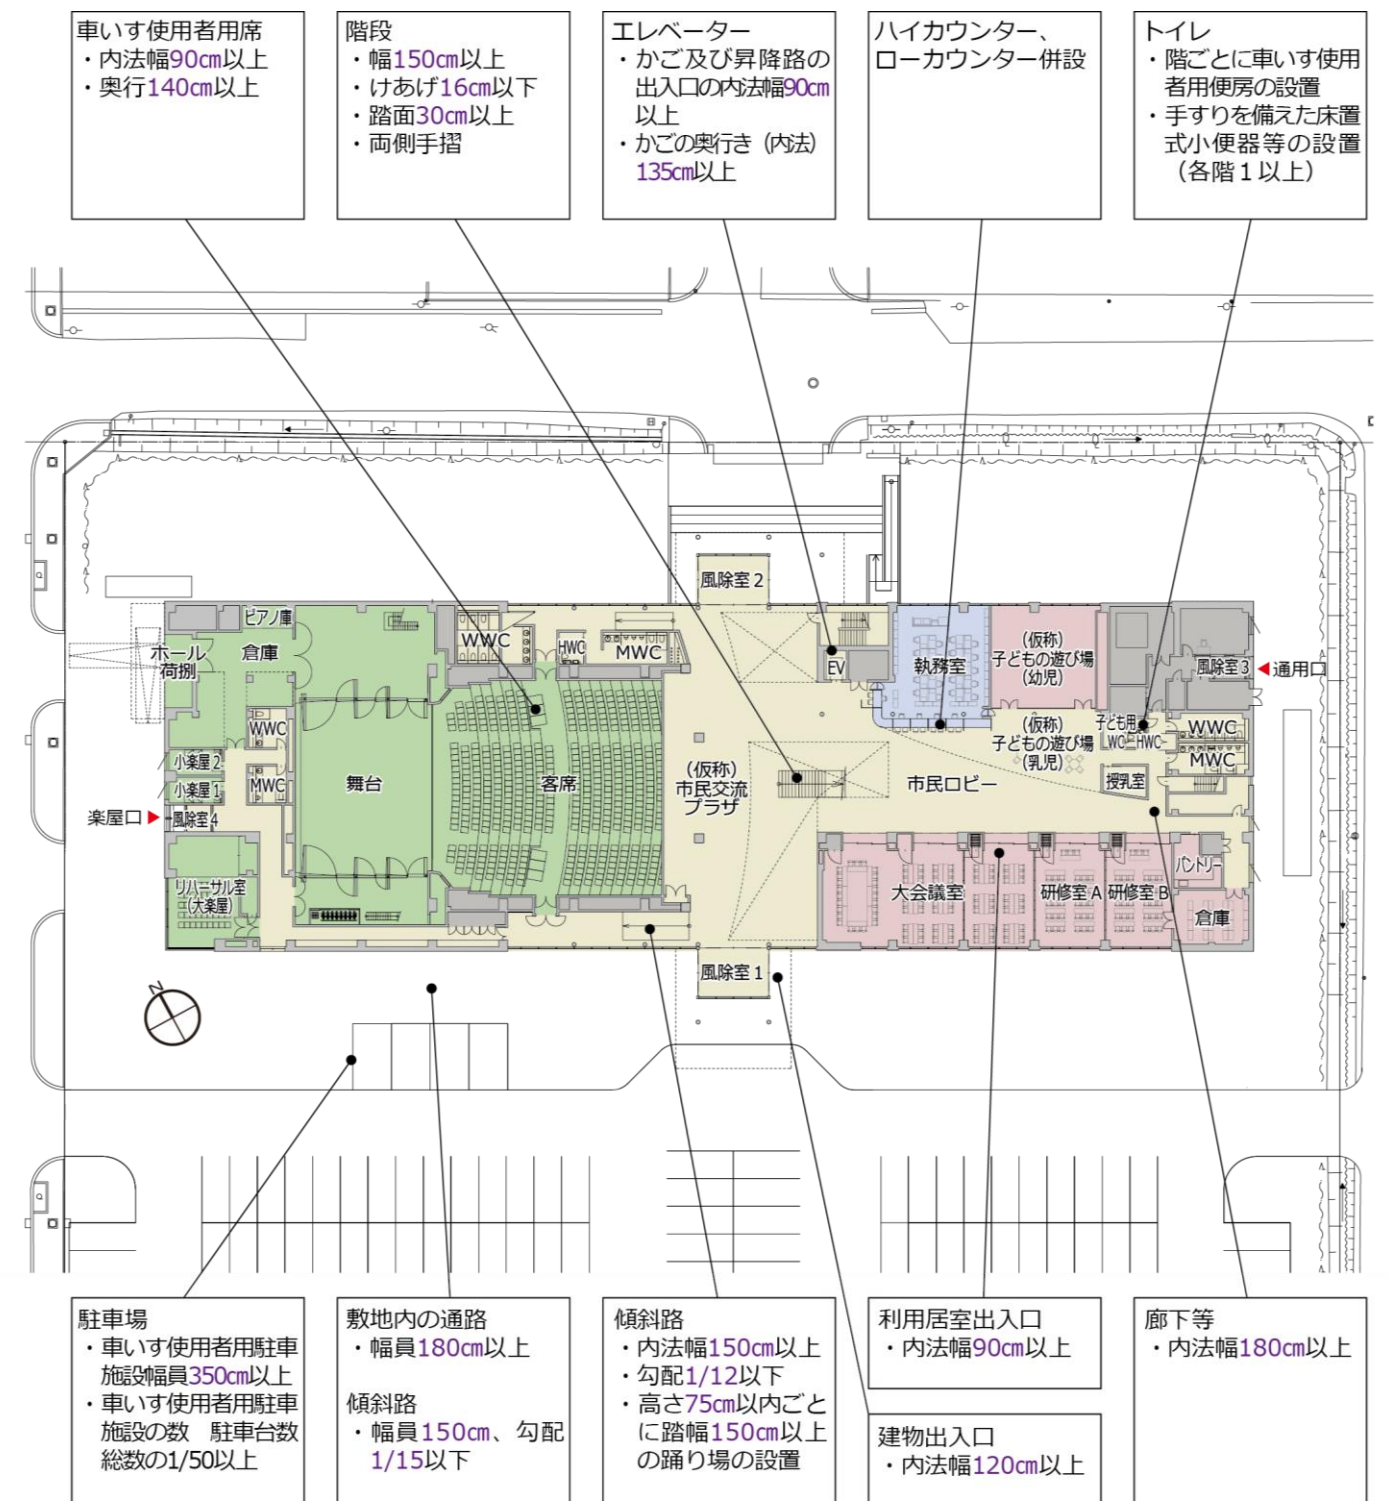 車いす使用者用席
・内法幅90㎝以上
・奥行140㎝以上
階段
・幅150㎝以上
・けあげ16㎝以下
・踏面30㎝以上
・両側手摺
エレベーター
・かご及び昇降路の
出入口の内法幅90㎝
以上
・かごの奥行き（内法）
135㎝以上
ハイカウンター、
ローカウンター併設
トイレ
・階ごとに車いす使用
者用便房の設置
・手すりを備えた床置
式小便器等の設置
（各階１以上）
風除室２
ピアノ庫
ホール
荷捌
倉庫
WWC
HWC
MWC
EV
執務室
（仮称）
子どもの遊び場
（幼児）
風除室３
通用口
WWC
小楽屋２
小楽屋１
MWC
楽屋口
風除室４
リハーサル室
（大楽屋）
舞台
客席
（仮称）
市民交流
プラザ
市民ロビー
（仮称）
子どもの遊び場
（乳児）
子ども用
WC
HWC
授乳室
WWC
MWC
大会議室
研修室Ａ
研修室Ｂ
パントリー
倉庫
風除室１
N
駐車場
・車いす使用者用駐車
施設幅員350㎝以上
・車いす使用者用駐車
施設の数　駐車台数
総数の1/50以上
敷地内の通路
・幅員180㎝以上
傾斜路
・幅員150㎝、勾配
1/15以下
傾斜路
・内法幅150㎝以上
・勾配1/12以下
・高さ75㎝以内ごと
に踏幅150㎝以上
の踊り場の設置
利用居室出入口
・内法幅90㎝以上
建物出入口
・内法幅120㎝以上
廊下等
・内法幅180㎝以上